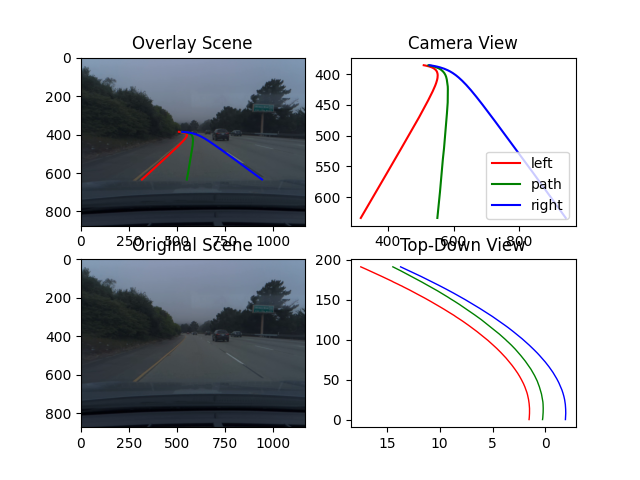 Overlay Scene
0
200
400
600
800
0 250 500 750 1000
Camera View
400
450
500
550
600
400 600 800
left
path
right
Original Scene
0
200
400
600
800
0 250 500 750 1000
Top-Down View
200
150
100
50
0
15 10 5 0